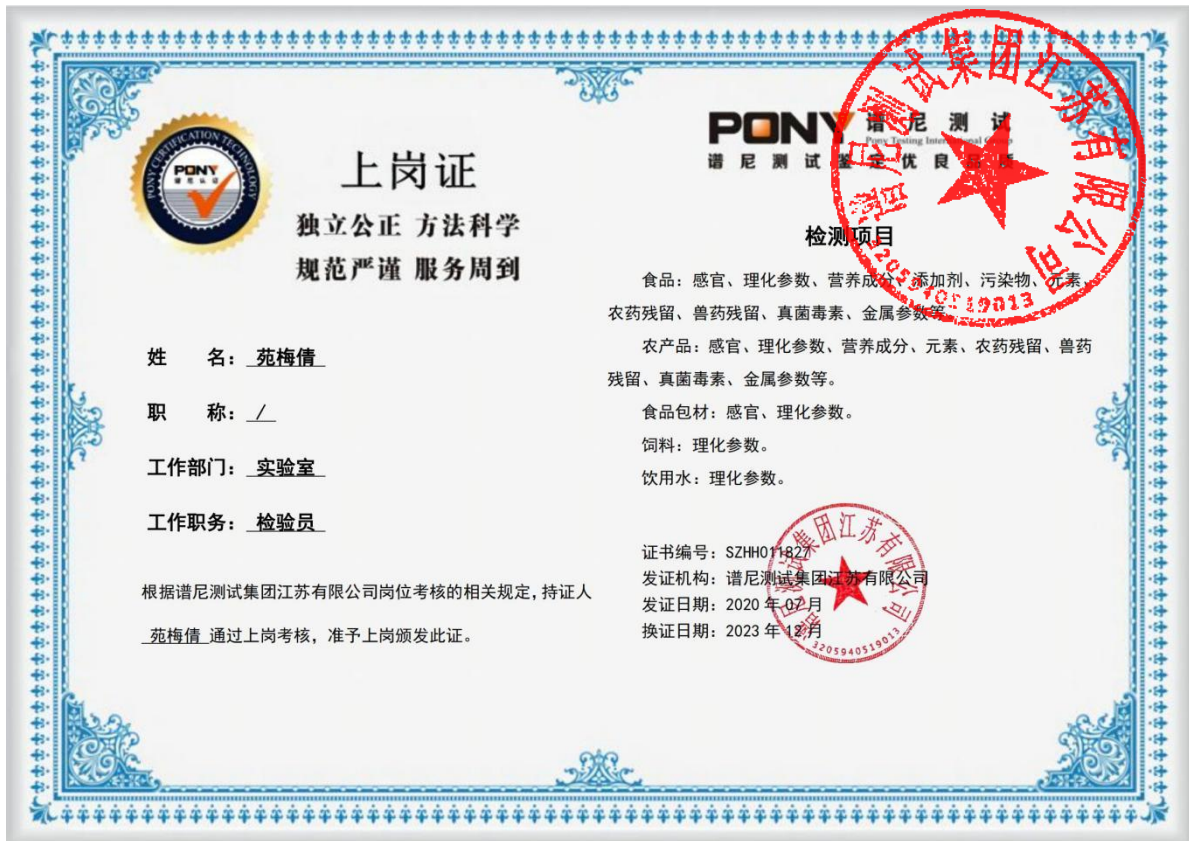 PONY CERTIFICATION TECHNOLOGY
PONY
谱尼认证
上岗证
独立公正 方法科学
规范严谨 服务周到
姓 名： 苑梅倩
职 称： /
工作部门： 实验室
工作职务： 检验员
根据谱尼测试集团江苏有限公司岗位考核的相关规定，持证人
苑梅倩 通过上岗考核，准予上岗颁发此证。
PONY 谱尼测试
Pony Testing International Group
谱尼测试鉴定优良品质
谱尼测试集团江苏有限公司
3205940519013
检测项目
食品：感官、理化参数、营养成分、添加剂、污染物、元素、
农药残留、兽药残留、真菌毒素、金属参数等。
农产品：感官、理化参数、营养成分、元素、农药残留、兽药
残留、真菌毒素、金属参数等。
食品包材：感官、理化参数。
饲料：理化参数。
饮用水：理化参数。
证书编号：SZHH011827
发证机构：谱尼测试集团江苏有限公司
发证日期：2020 年 07 月
换证日期：2023 年 12 月
谱尼测试集团江苏有限公司
3205940519013